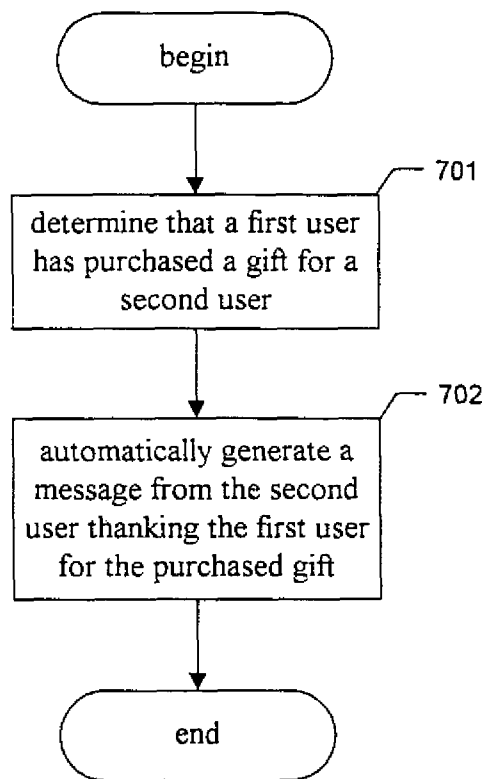 begin
701
determine that a first user
has purchased a gift for a
second user
702
automatically generate a
message from the second
user thanking the first user
for the purchased gift
end